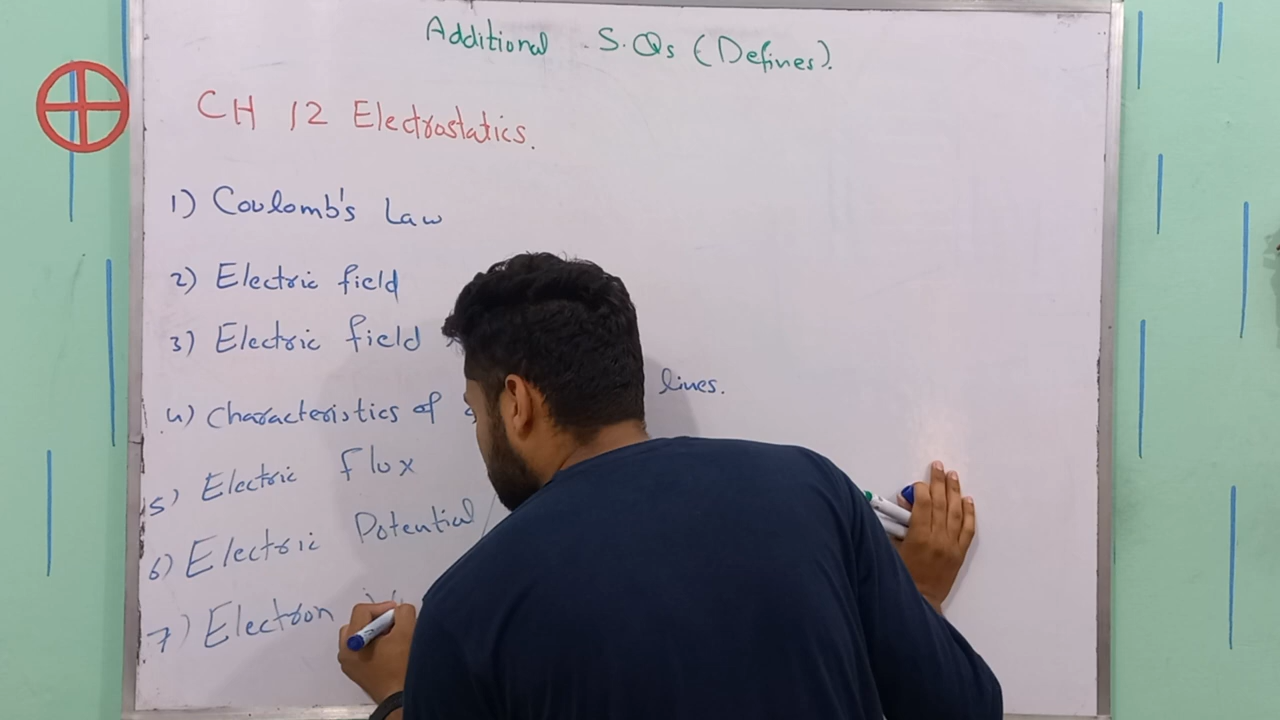 Additional S.Qs (Defines).
CH 12 Electrostatics.
1) Coulomb's Law
2) Electric field
3) Electric field
4) Characteristics of lines.
5) Electric flux
6) Electric Potential
7) Electron